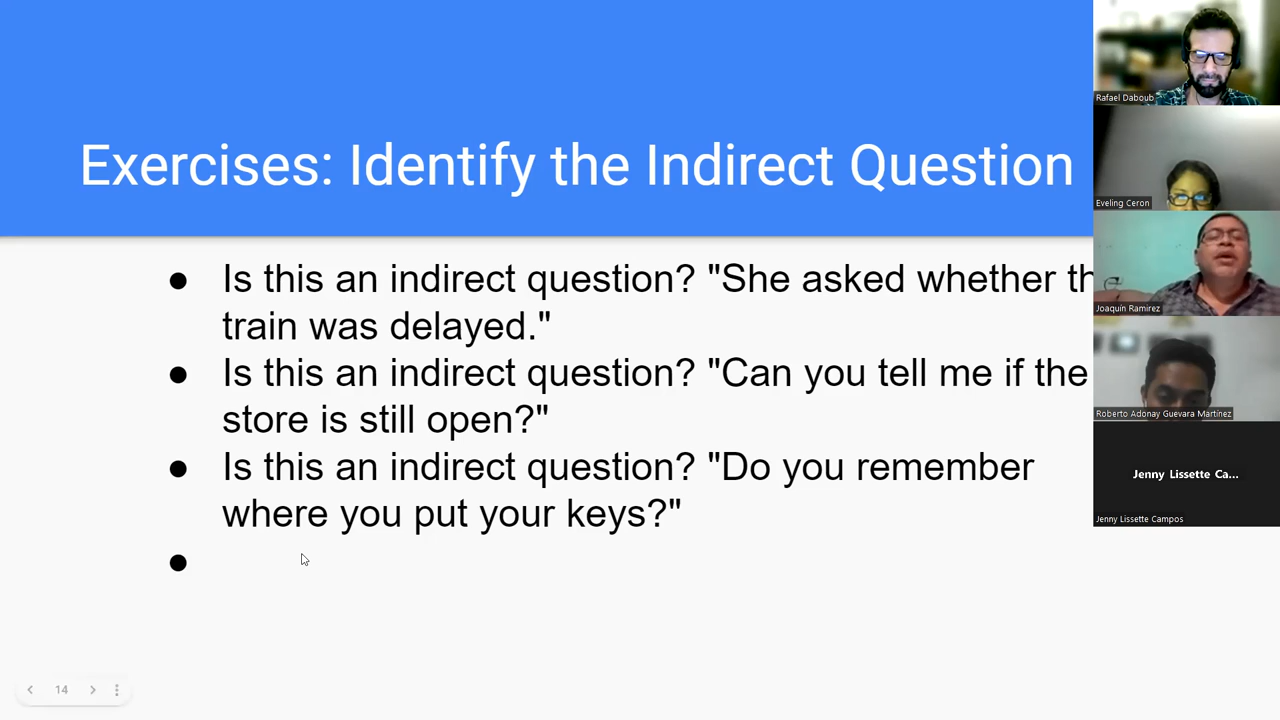 Exercises: Identify the Indirect Question
● Is this an indirect question? "She asked whether th
train was delayed."
● Is this an indirect question? "Can you tell me if the
store is still open?"
● Is this an indirect question? "Do you remember
where you put your keys?"
●
14
Rafael Daboub
Eveling Ceron
Joaquín Ramirez
Roberto Adonay Guevara Martínez
Jenny Lissette Ca...
Jenny Lissette Campos